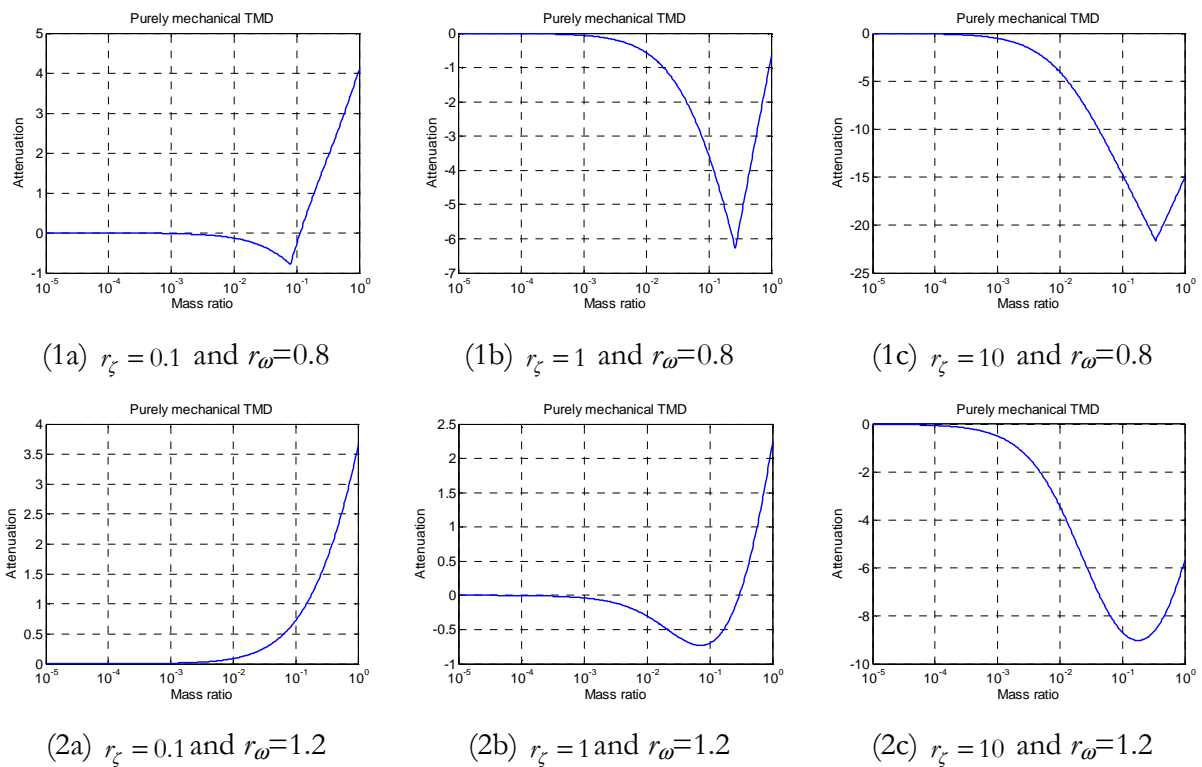 Purely mechanical TMD
5
4
3
2
1
0
-1
Attenuation
10^-5 10^-4 10^-3 10^-2 10^-1 10^0
Mass ratio
(1a) r_ζ = 0.1 and r_ω=0.8
Purely mechanical TMD
0
-1
-2
-3
-4
-5
-6
-7
Attenuation
10^-5 10^-4 10^-3 10^-2 10^-1 10^0
Mass ratio
(1b) r_ζ = 1 and r_ω=0.8
Purely mechanical TMD
0
-5
-10
-15
-20
-25
Attenuation
10^-5 10^-4 10^-3 10^-2 10^-1 10^0
Mass ratio
(1c) r_ζ = 10 and r_ω=0.8
Purely mechanical TMD
4
3.5
3
2.5
2
1.5
1
0.5
0
Attenuation
10^-5 10^-4 10^-3 10^-2 10^-1 10^0
Mass ratio
(2a) r_ζ = 0.1 and r_ω=1.2
Purely mechanical TMD
2.5
2
1.5
1
0.5
0
-0.5
-1
Attenuation
10^-5 10^-4 10^-3 10^-2 10^-1 10^0
Mass ratio
(2b) r_ζ = 1 and r_ω=1.2
Purely mechanical TMD
0
-2
-4
-6
-8
-10
Attenuation
10^-5 10^-4 10^-3 10^-2 10^-1 10^0
Mass ratio
(2c) r_ζ = 10 and r_ω=1.2